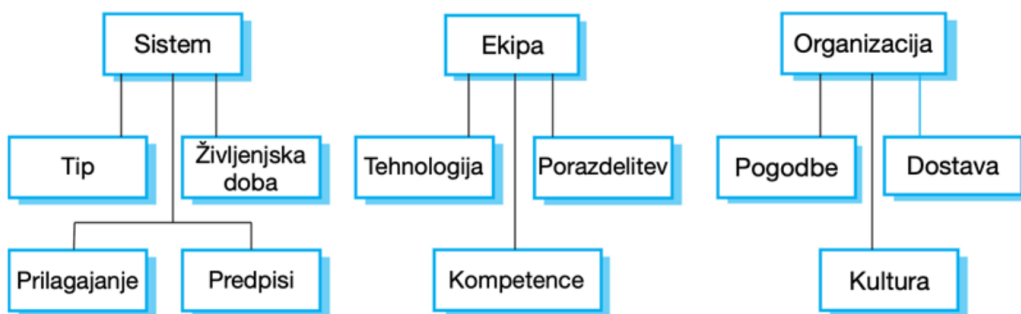 Sistem
Ekipa
Organizacija
Tip
Življenjska
doba
Tehnologija
Porazdelitev
Pogodbe
Dostava
Prilagajanje
Predpisi
Kompetence
Kultura